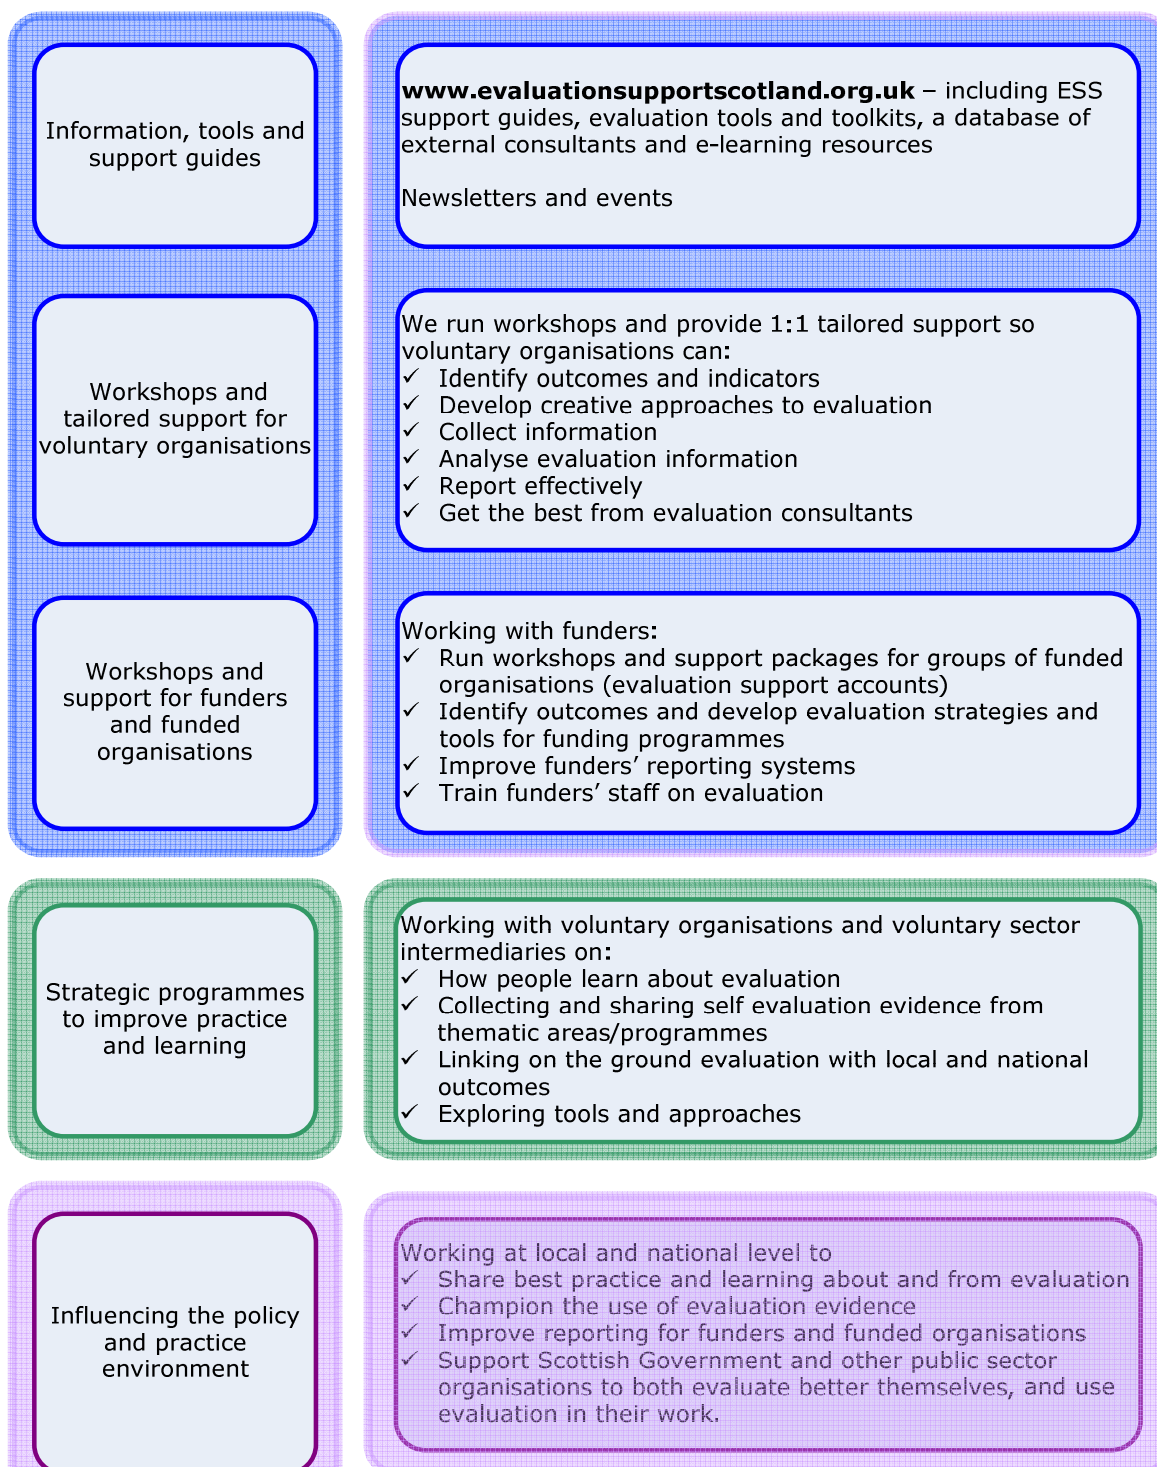 Information, tools and
support guides
www.evaluationsupportscotland.org.uk – including ESS
support guides, evaluation tools and toolkits, a database of
external consultants and e-learning resources
Newsletters and events
Workshops and
tailored support for
voluntary organisations
We run workshops and provide 1:1 tailored support so
voluntary organisations can:
✓ Identify outcomes and indicators
✓ Develop creative approaches to evaluation
✓ Collect information
✓ Analyse evaluation information
✓ Report effectively
✓ Get the best from evaluation consultants
Workshops and
support for funders
and funded
organisations
Working with funders:
✓ Run workshops and support packages for groups of funded
organisations (evaluation support accounts)
✓ Identify outcomes and develop evaluation strategies and
tools for funding programmes
✓ Improve funders’ reporting systems
✓ Train funders’ staff on evaluation
Strategic programmes
to improve practice
and learning
Working with voluntary organisations and voluntary sector
intermediaries on:
✓ How people learn about evaluation
✓ Collecting and sharing self evaluation evidence from
thematic areas/programmes
✓ Linking on the ground evaluation with local and national
outcomes
✓ Exploring tools and approaches
Influencing the policy
and practice
environment
Working at local and national level to
✓ Share best practice and learning about and from evaluation
✓ Champion the use of evaluation evidence
✓ Improve reporting for funders and funded organisations
✓ Support Scottish Government and other public sector
organisations to both evaluate better themselves, and use
evaluation in their work.